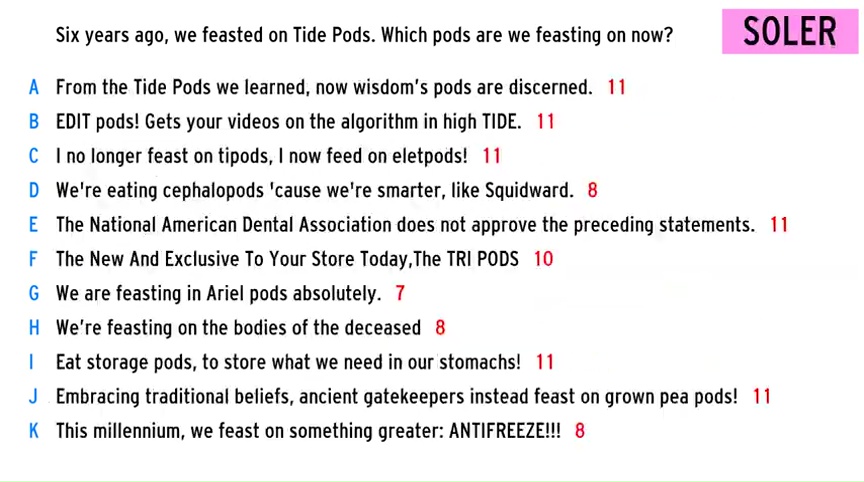 Six years ago, we feasted on Tide Pods. Which pods are we feasting on now?
SOLER
A From the Tide Pods we learned, now wisdom's pods are discerned. 11
B EDIT pods! Gets your videos on the algorithm in high TIDE. 11
C I no longer feast on tipods, I now feed on eletpods! 11
D We're eating cephalopods 'cause we're smarter, like Squidward. 8
E The National American Dental Association does not approve the preceding statements. 11
F The New And Exclusive To Your Store Today,The TRI PODS 10
G We are feasting in Ariel pods absolutely. 7
H We're feasting on the bodies of the deceased 8
I Eat storage pods, to store what we need in our stomachs! 11
J Embracing traditional beliefs, ancient gatekeepers instead feast on grown pea pods! 11
K This millennium, we feast on something greater: ANTIFREEZE!!! 8